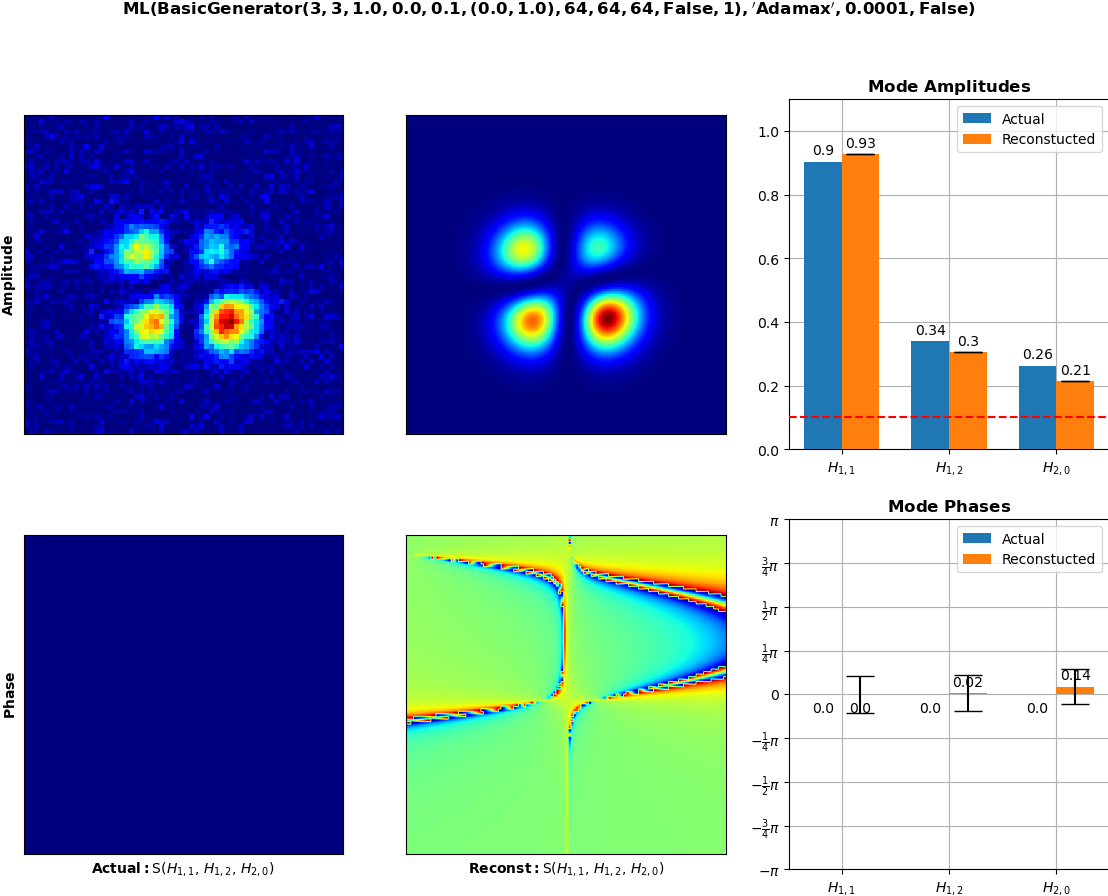 ML(BasicGenerator(3, 3, 1.0, 0.0, 0.1, (0.0, 1.0), 64, 64, 64, False, 1), ′Adamax′, 0.0001, False)
Amplitude
Mode Amplitudes
Actual
Reconstucted
1.0
0.8
0.6
0.4
0.2
0.0
0.9
0.93
0.34
0.3
0.26
0.21
H1,1
H1,2
H2,0
Phase
Actual: S(H1,1, H1,2, H2,0)
Reconst: S(H1,1, H1,2, H2,0)
Mode Phases
Actual
Reconstucted
π
3/4π
1/2π
1/4π
0
−1/4π
−1/2π
−3/4π
−π
0.0
0.0
0.0
0.02
0.0
0.14
H1,1
H1,2
H2,0